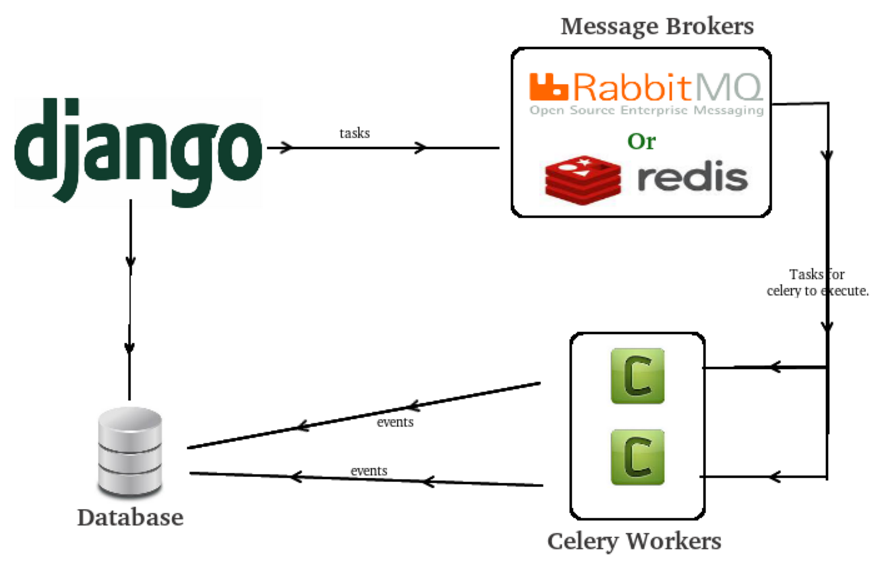 Message Brokers
RabbitMQ
Open Source Enterprise Messaging
django
tasks
Or
redis
Tasks for
celery to execute.
C
events
C
events
Database
Celery Workers